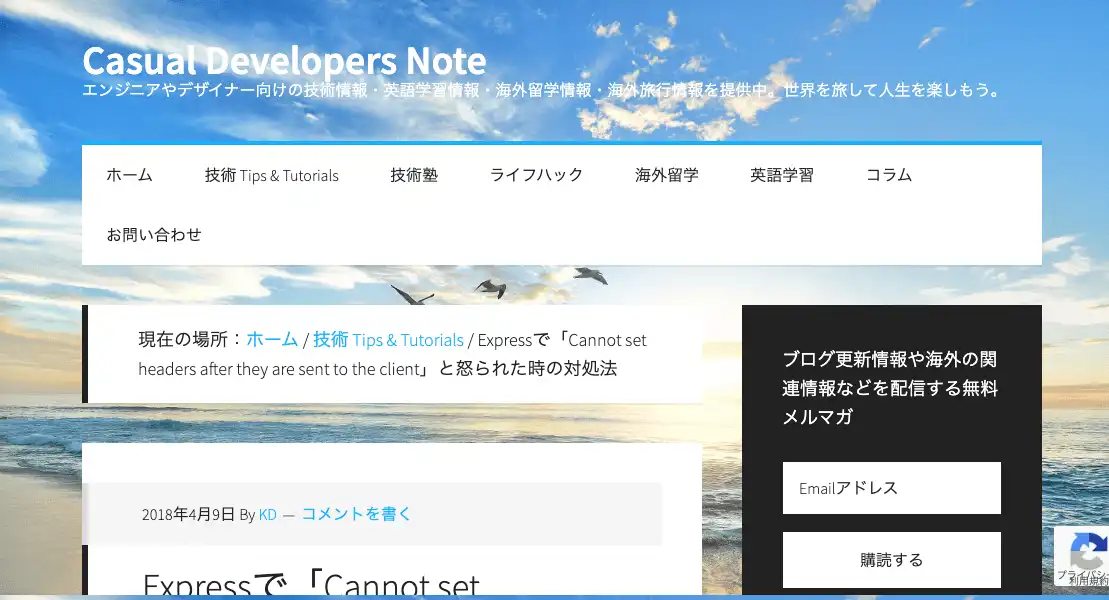 Casual Developers Note
エンジニアやデザイナー向けの技術情報・英語学習情報・海外留学情報・海外旅行情報を提供中。世界を旅して人生を楽しもう。
ホーム 技術 Tips & Tutorials 技術塾 ライフハック 海外留学 英語学習 コラム
お問い合わせ
現在の場所：ホーム / 技術 Tips & Tutorials / Expressで「Cannot set
headers after they are sent to the client」と怒られた時の対処法
2018年4月9日 By KD — コメントを書く
Expressで「Cannot set
ブログ更新情報や海外の関
連情報などを配信する無料
メルマガ
Emailアドレス
購読する
利用規約